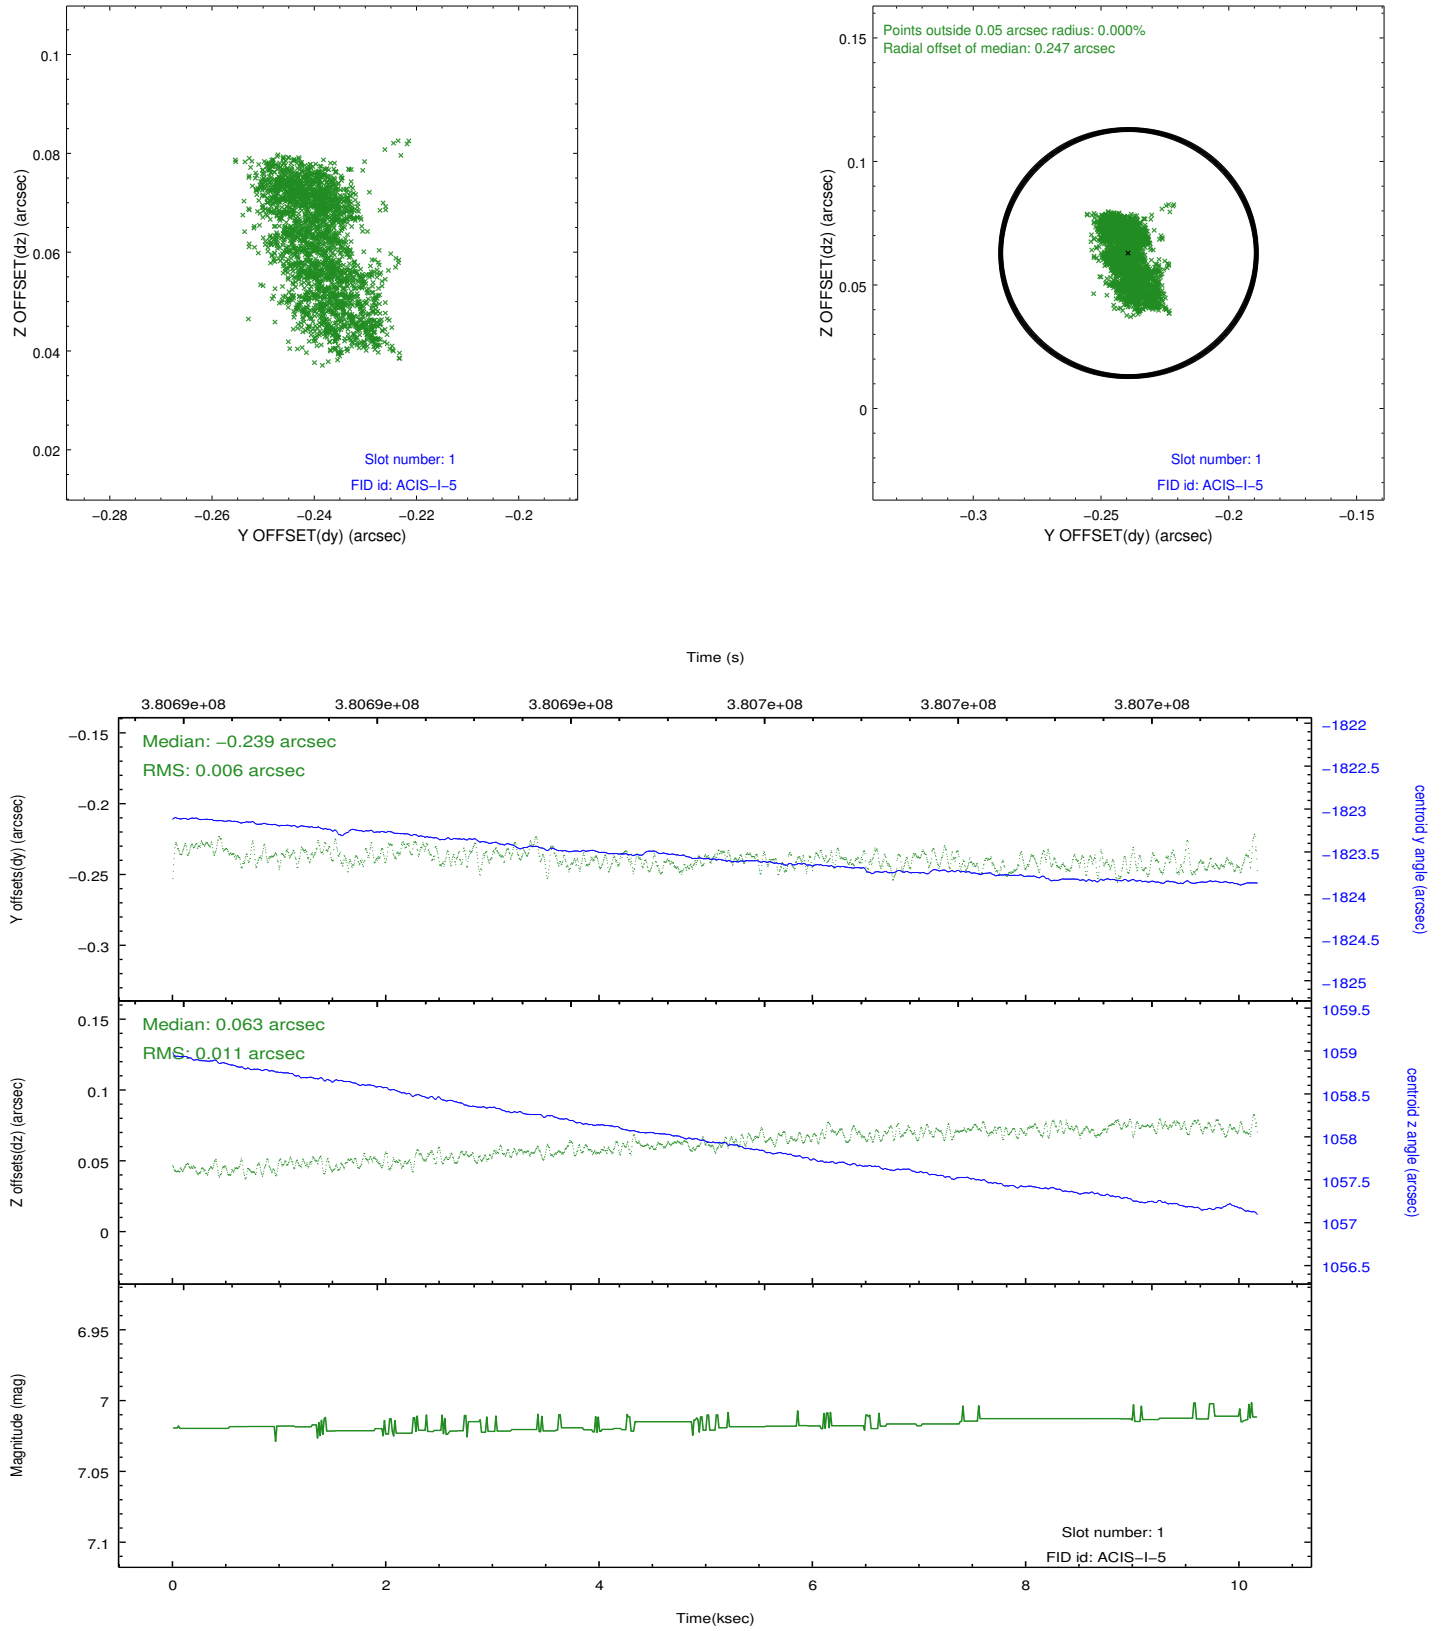 0.1
0.08
0.06
0.04
0.02
Z OFFSET(dz) (arcsec)
−0.28 −0.26 −0.24 −0.22 −0.2
Y OFFSET(dy) (arcsec)
Slot number: 1
FID id: ACIS−I−5
Points outside 0.05 arcsec radius: 0.000%
Radial offset of median: 0.247 arcsec
0.15
0.1
0.05
0
Z OFFSET(dz) (arcsec)
−0.3 −0.25 −0.2 −0.15
Y OFFSET(dy) (arcsec)
Slot number: 1
FID id: ACIS−I−5
Time (s)
3.8069e+08 3.8069e+08 3.8069e+08 3.807e+08 3.807e+08 3.807e+08
Median: −0.239 arcsec
RMS: 0.006 arcsec
−0.15
−0.2
−0.25
−0.3
Y offsets(dy) (arcsec)
−1822
−1822.5
−1823
−1823.5
−1824
−1824.5
−1825
centroid y angle (arcsec)
Median: 0.063 arcsec
RMS: 0.011 arcsec
0.15
0.1
0.05
0
Z offsets(dz) (arcsec)
1059.5
1059
1058.5
1058
1057.5
1057
1056.5
centroid z angle (arcsec)
6.95
7
7.05
7.1
Magnitude (mag)
Slot number: 1
FID id: ACIS−I−5
0 2 4 6 8 10
Time(ksec)